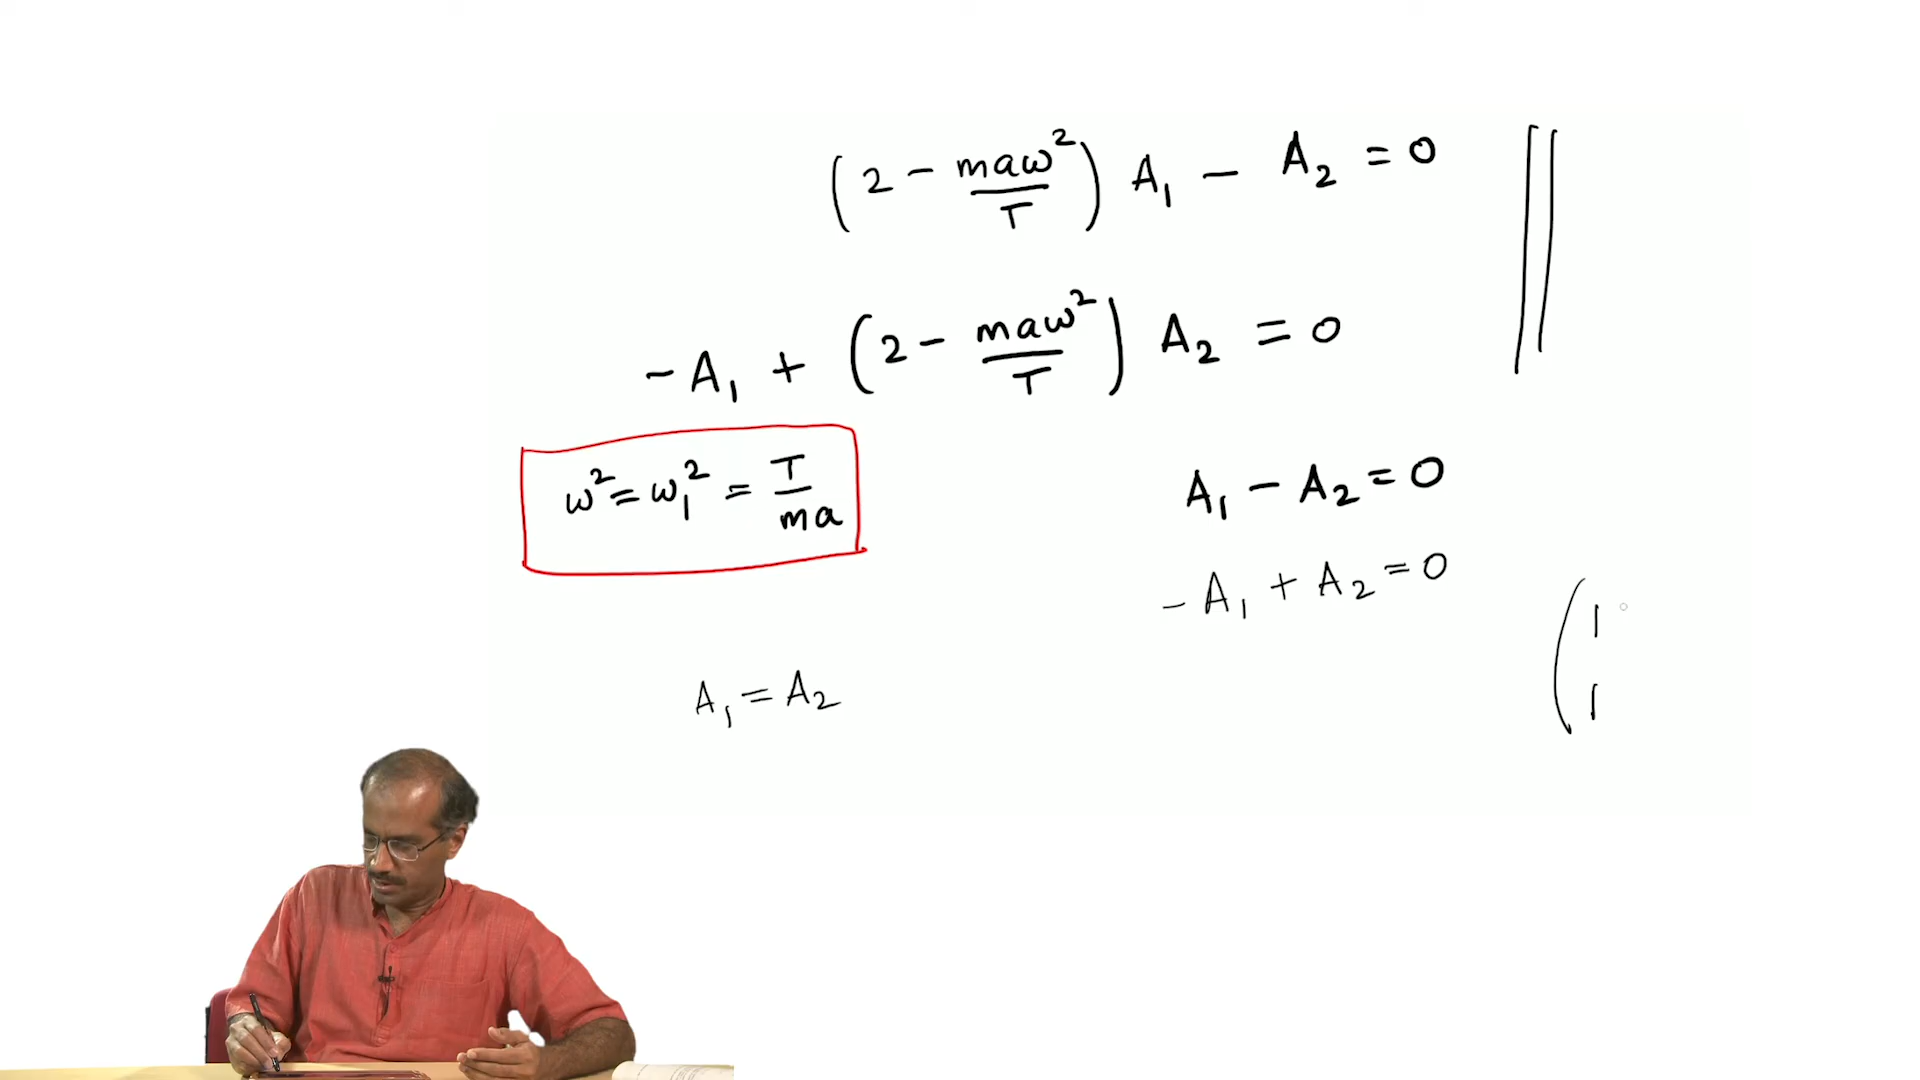 (2 - maω²/T) A₁ - A₂ = 0
-A₁ + (2 - maω²/T) A₂ = 0
ω² = ω₁² = T/ma
A₁ - A₂ = 0
-A₁ + A₂ = 0
A₁ = A₂
( 1
1